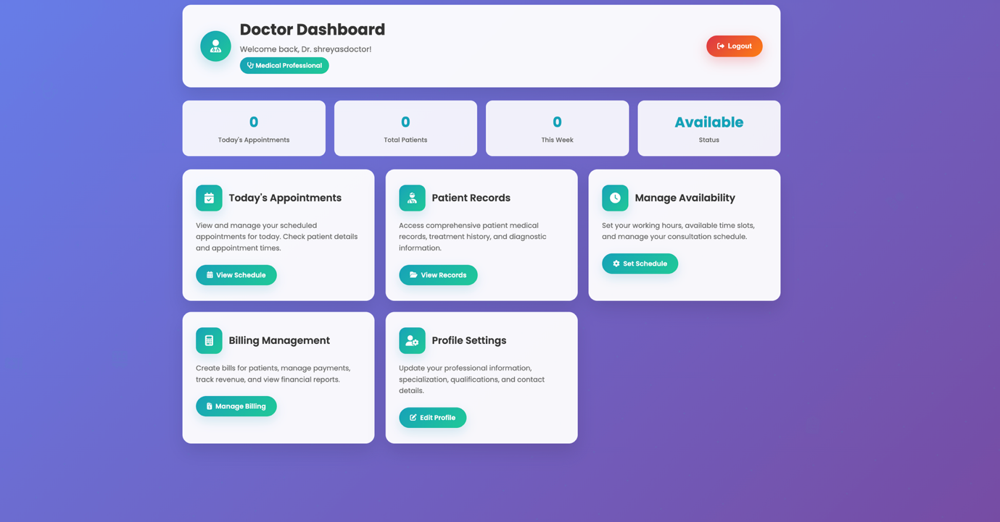 Doctor Dashboard
Welcome back, Dr. shreyasdoctor!
Medical Professional
Logout
0
Today's Appointments
0
Total Patients
0
This Week
Available
Status
Today's Appointments
View and manage your scheduled
appointments for today. Check patient details
and appointment times.
View Schedule
Patient Records
Access comprehensive patient medical
records, treatment history, and diagnostic
information.
View Records
Manage Availability
Set your working hours, available time slots,
and manage your consultation schedule.
Set Schedule
Billing Management
Create bills for patients, manage payments,
track revenue, and view financial reports.
Manage Billing
Profile Settings
Update your professional information,
specialization, qualifications, and contact
details.
Edit Profile